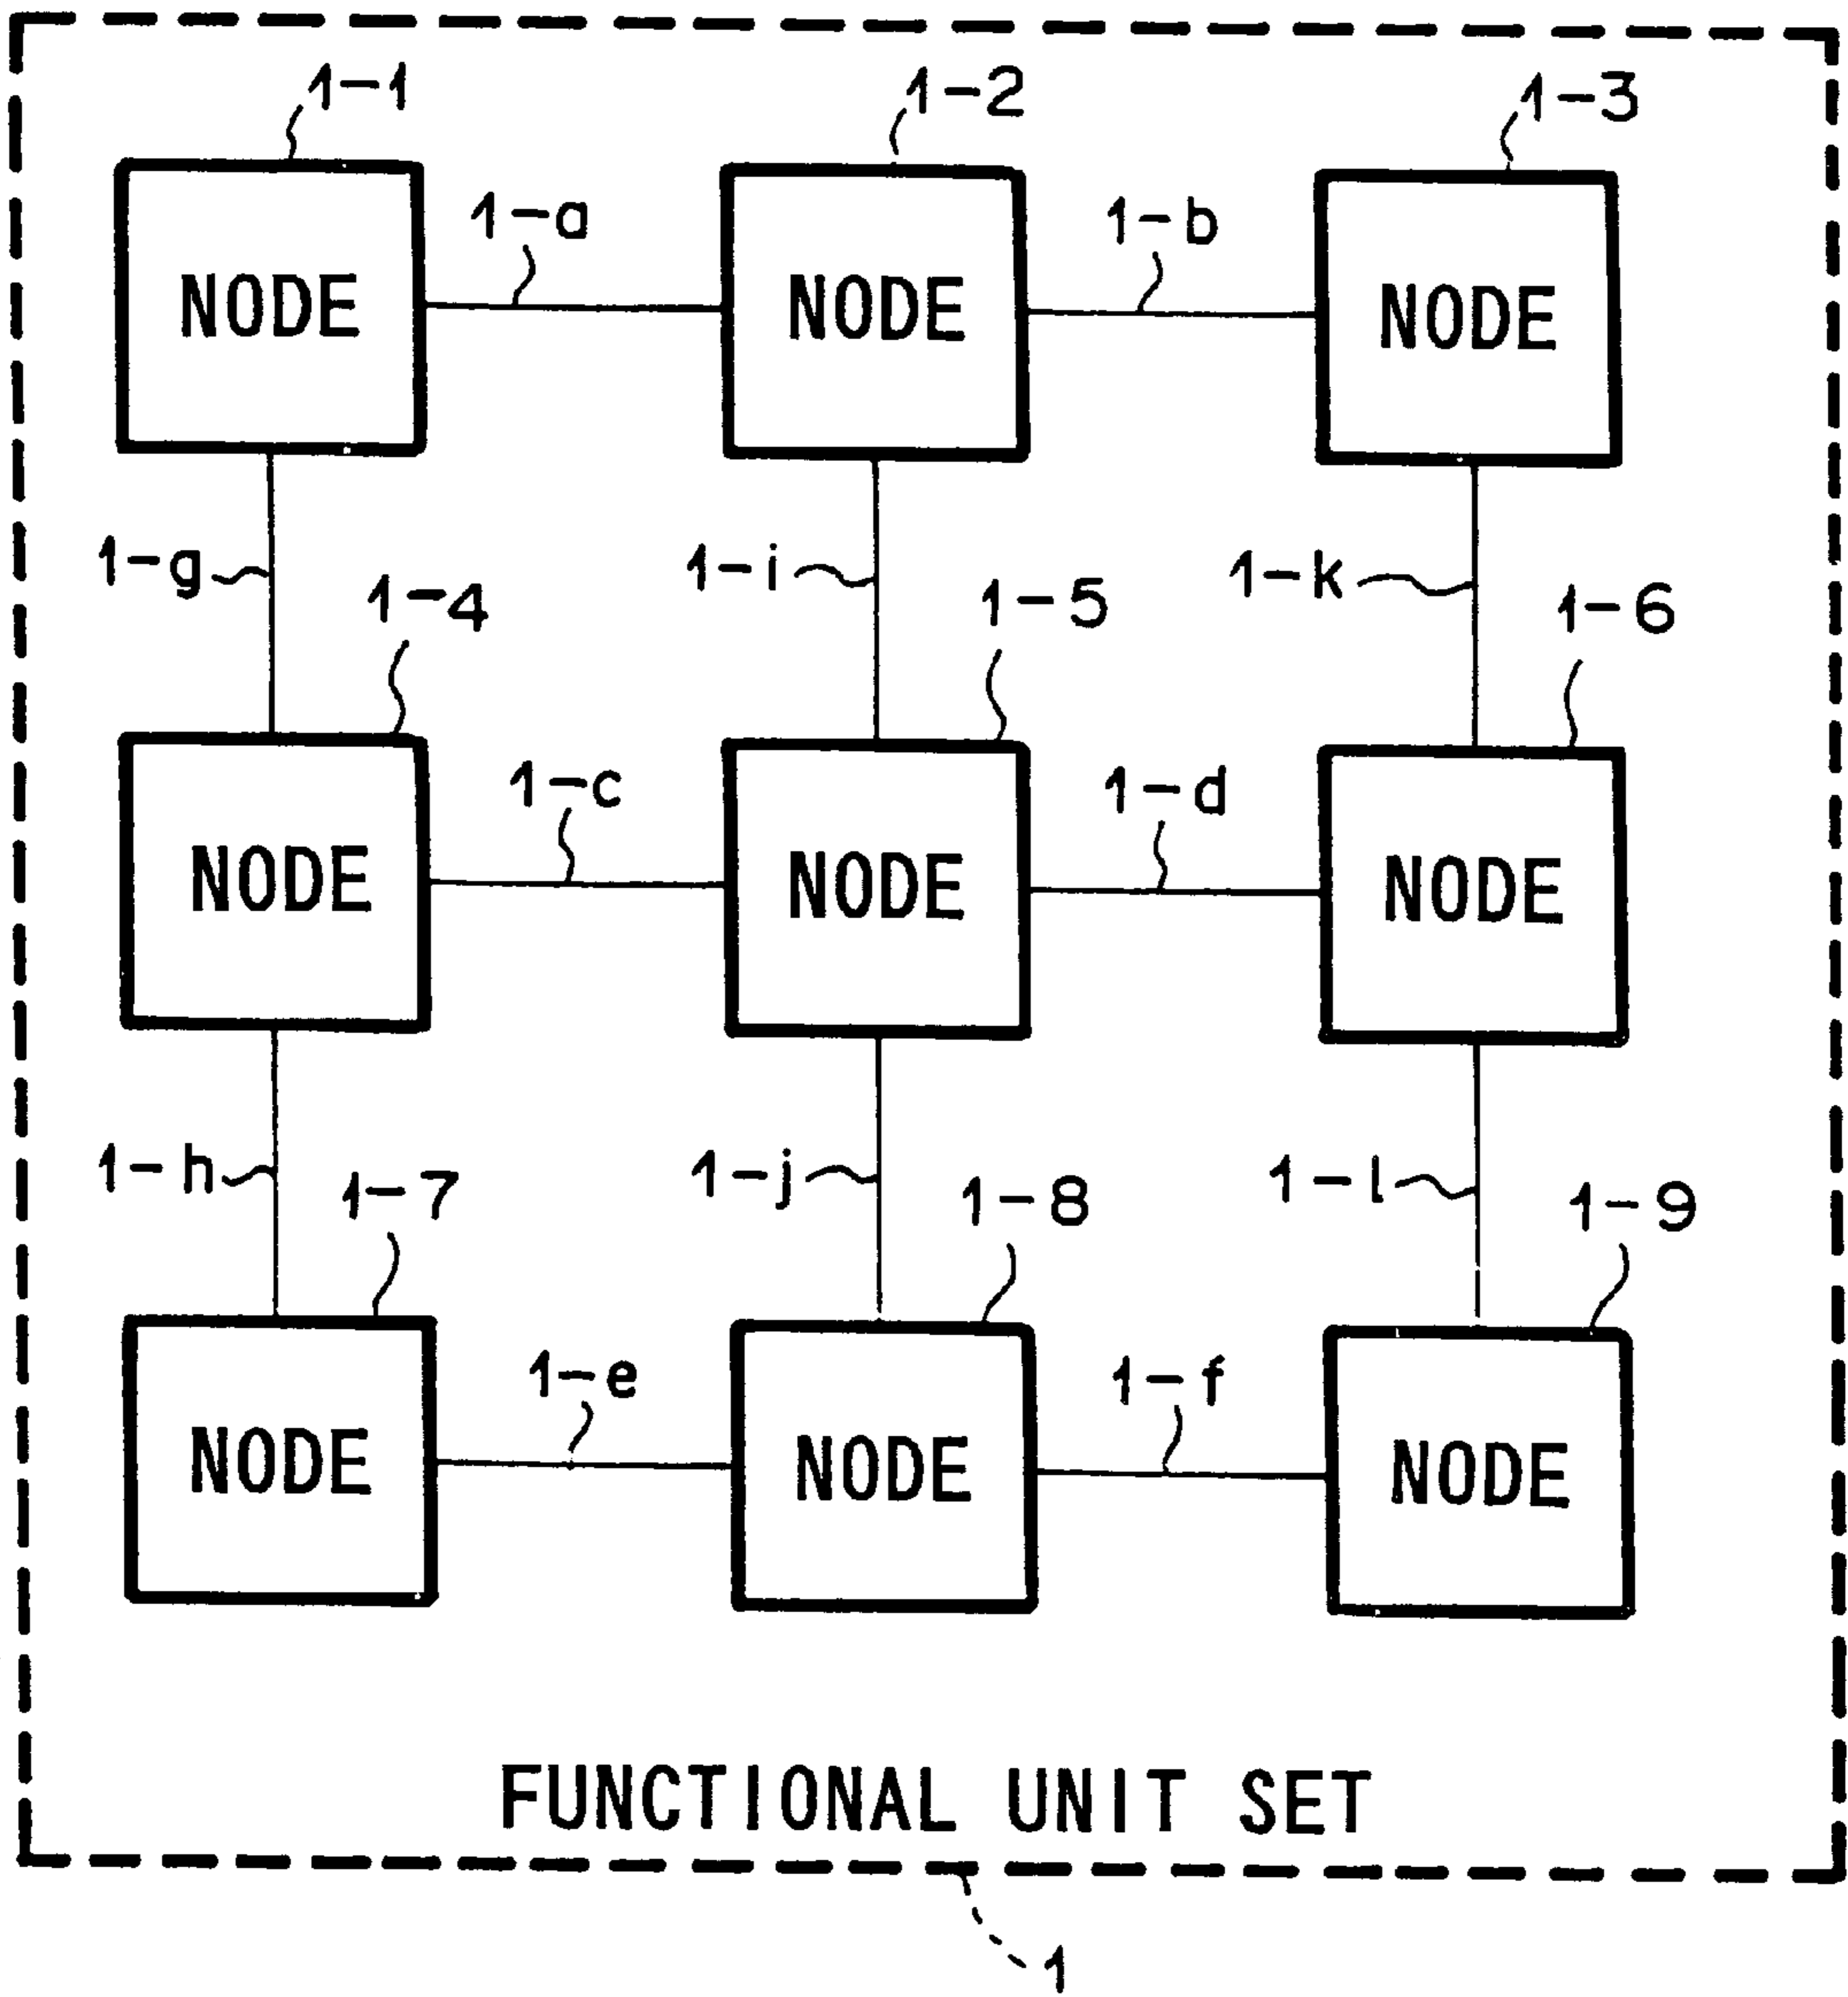 1-1
1-2
1-3
1-a
1-b
NODE
NODE
NODE
1-g
1-i
1-k
1-4
1-5
1-6
1-c
1-d
NODE
NODE
NODE
1-h
1-j
1-l
1-7
1-8
1-9
1-e
1-f
NODE
NODE
NODE
FUNCTIONAL UNIT SET
1